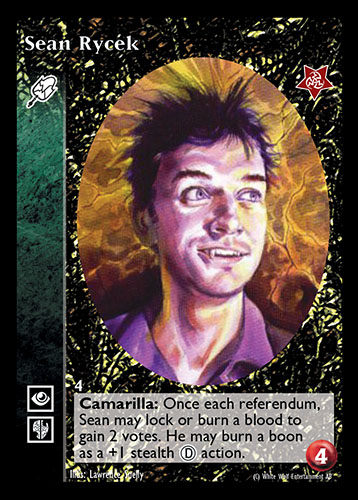 Sean Rycek
4
Camarilla: Once each referendum,
Sean may lock or burn a blood to
gain 2 votes. He may burn a boon
as a +1 stealth Ⓓ action.
4
Illus: Lawrence
(C) White Wolf Entertainment AB